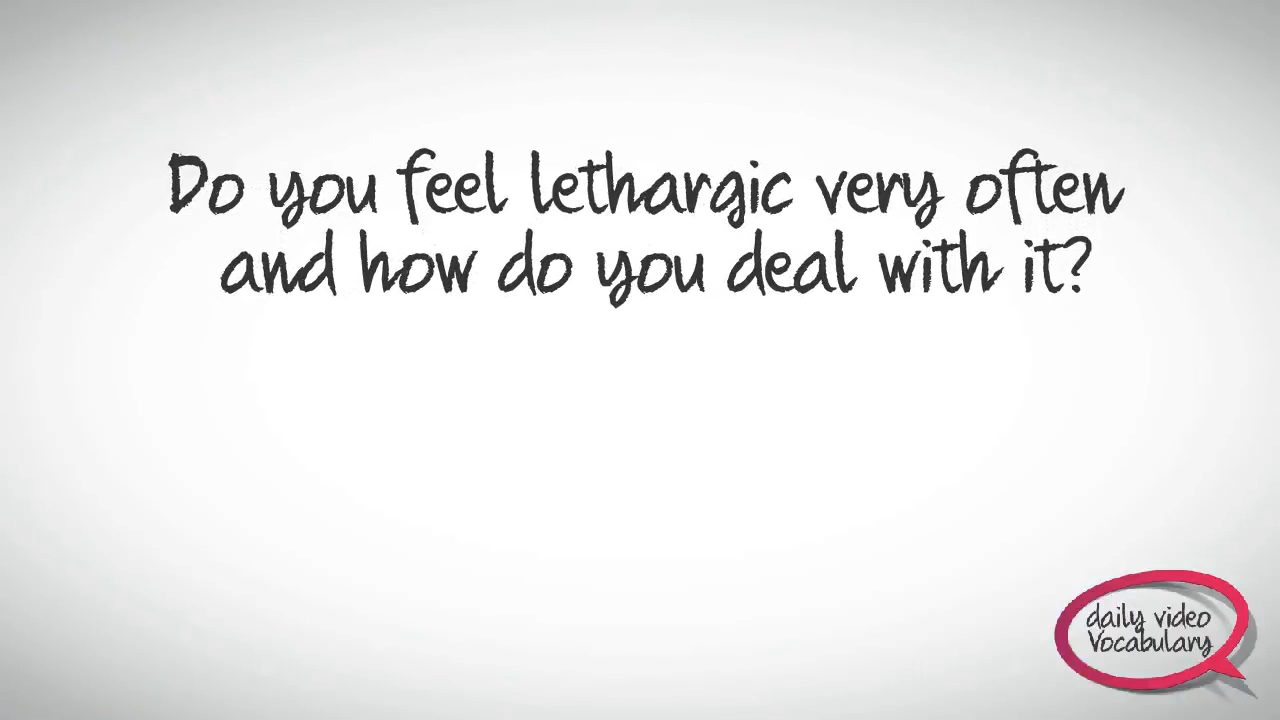 Do you feel lethargic very often
and how do you deal with it?
daily video
Vocabulary